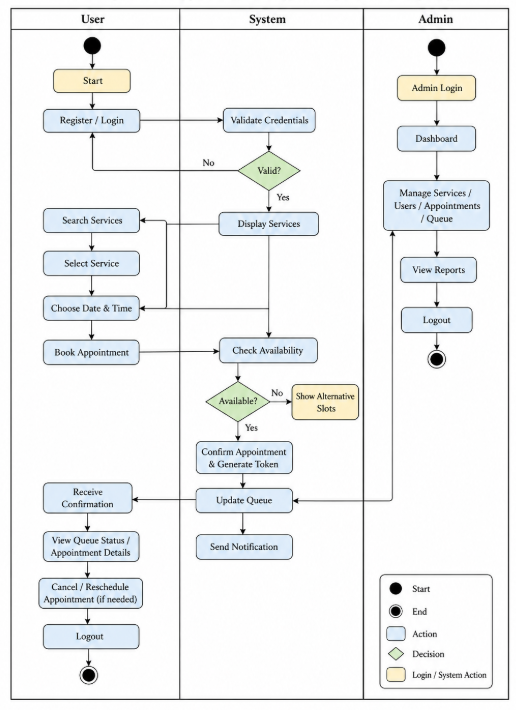 User
System
Admin
Start
Register / Login
Validate Credentials
Admin Login
Dashboard
No
Valid?
Yes
Manage Services /
Users / Appointments
/ Queue
Search Services
Display Services
Select Service
View Reports
Choose Date & Time
Logout
Book Appointment
Check Availability
Available?
No
Show Alternative
Slots
Yes
Confirm Appointment
& Generate Token
Receive
Confirmation
Update Queue
View Queue Status /
Appointment Details
Send Notification
Cancel / Reschedule
Appointment (if needed)
Logout
Start
End
Action
Decision
Login / System Action